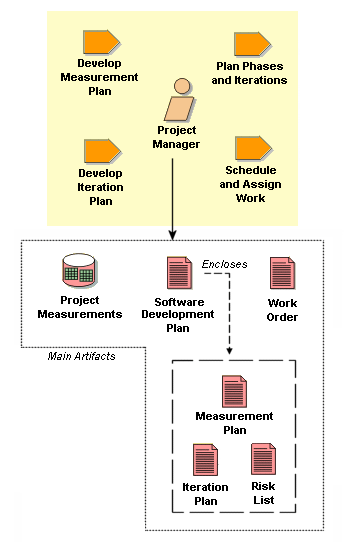 Develop
Measurement
Plan
Plan Phases
and Iterations
Project
Manager
Develop
Iteration
Plan
Schedule
and Assign
Work
Encloses
Project
Measurements
Software
Development
Plan
Work
Order
Main Artifacts
Measurement
Plan
Iteration
Plan
Risk
List